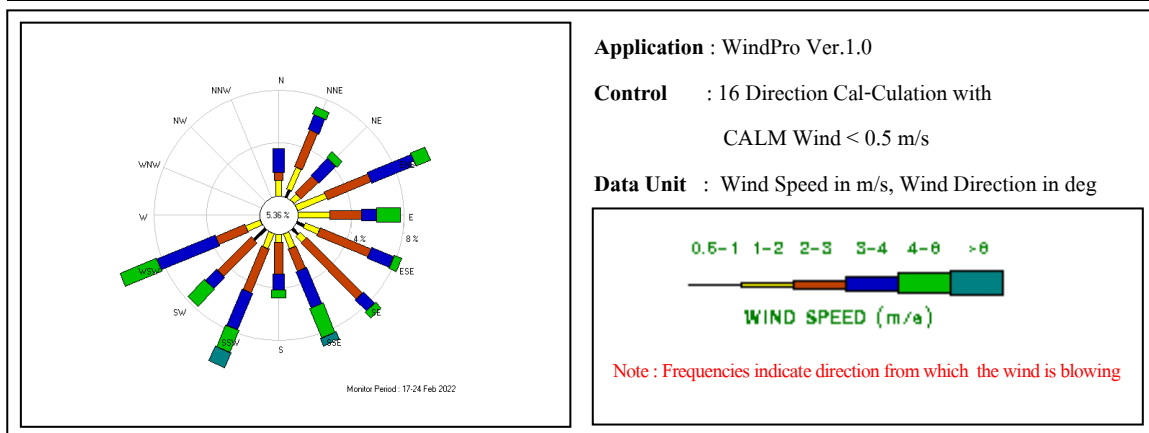 N
NNW
NNE
NW
NE
WNW
ENE
W
5.36 %
E
4 %
8 %
WSW
ESE
SW
SE
SSW
SSE
S
Monitor Period : 17-24 Feb 2022
Application : WindPro Ver.1.0
Control : 16 Direction Cal-Culation with
CALM Wind < 0.5 m/s
Data Unit : Wind Speed in m/s, Wind Direction in deg
0.5-1 1-2 2-3 3-4 4-6 >6
WIND SPEED (m/s)
Note : Frequencies indicate direction from which the wind is blowing